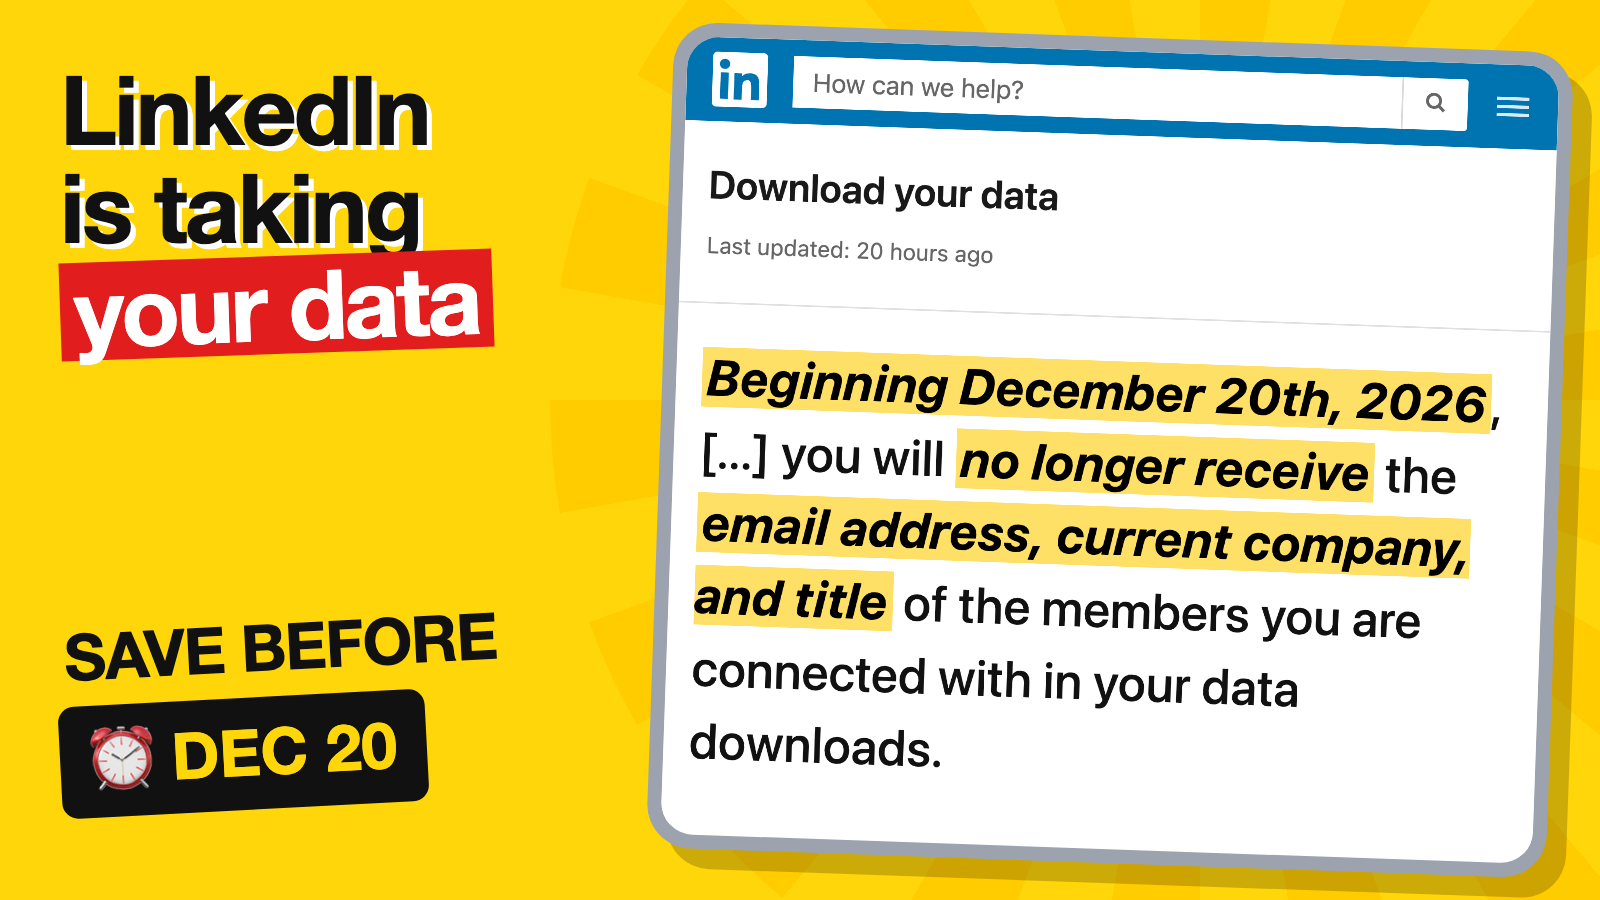 LinkedIn
is taking
your data
SAVE BEFORE
DEC 20
in
How can we help?
Download your data
Last updated: 20 hours ago
Beginning December 20th, 2026,
[...] you will no longer receive the
email address, current company,
and title of the members you are
connected with in your data
downloads.